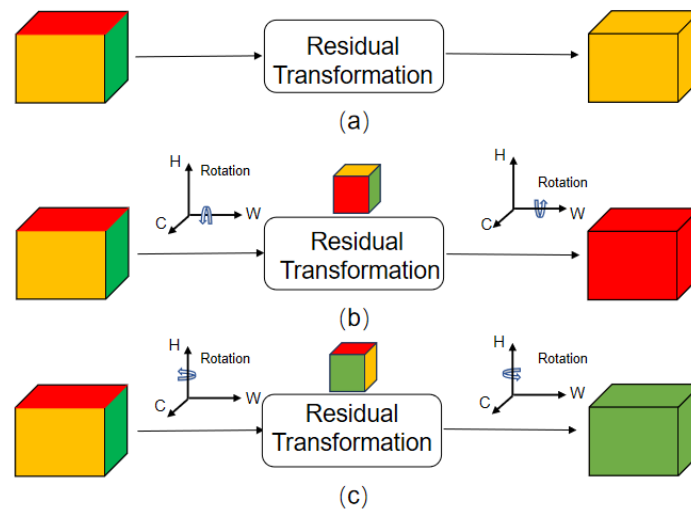 Residual
Transformation
(a)
H
Rotation
C
W
H
Rotation
C
W
Residual
Transformation
(b)
H
Rotation
C
W
H
Rotation
C
W
Residual
Transformation
(c)